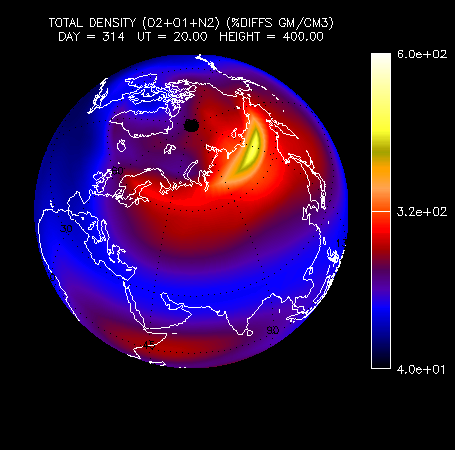 TOTAL DENSITY (O2+O1+N2) (%DIFFS GM/CM3)
DAY = 314 UT = 20.00 HEIGHT = 400.00
6.0e+02
3.2e+02
4.0e+01
90